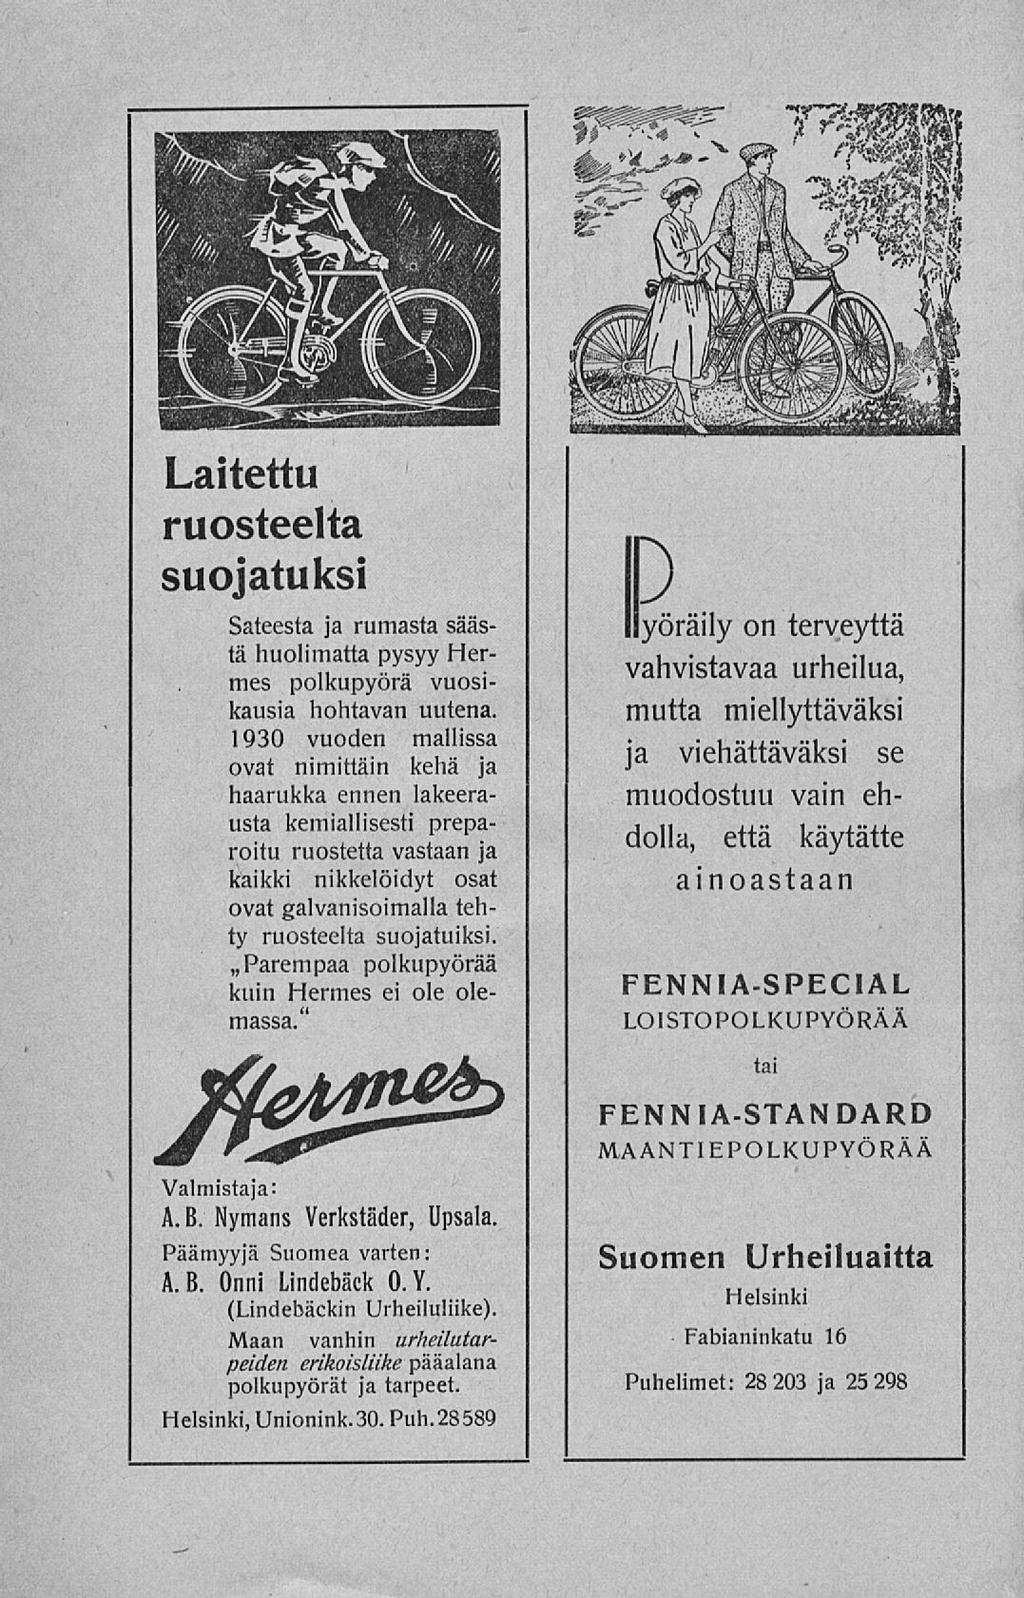 Laitettu
ruosteelta
suojatuksi
Sateesta ja rumasta sääs-
tä huolimatta pysyy Her-
mes polkupyörä vuosi-
kausia hohtavan uutena.
1930 vuoden mallissa
ovat nimittäin kehä ja
haarukka ennen lakeera-
usta kemiallisesti prepa-
roitu ruostetta vastaan ja
kaikki nikkelöidyt osat
ovat galvanisoimalla teh-
ty ruosteelta suojatuiksi.
„Parempaa polkupyörää
kuin Hermes ei ole ole-
massa.“
Hermes
Valmistaja:
A.B. Nymans Verkstäder, Upsala.
Päämyyjä Suomea varten:
A.B. Onni Lindebäck O.Y.
(Lindebäckin Urheiluliike).
Maan vanhin urheilutar-
peiden erikoisliike pääalana
polkupyörät ja tarpeet.
Helsinki, Unionink.30. Puh.28589
Pyöräily on terveyttä
vahvistavaa urheilua,
mutta miellyttäväksi
ja viehättäväksi se
muodostuu vain eh-
dolla, että käytätte
ainoastaan
FENNIA-SPECIAL
LOISTOPOLKUPYÖRÄÄ
tai
FENNIA-STANDARD
MAANTIEPOLKUPYÖRÄÄ
Suomen Urheiluaitta
Helsinki
Fabianinkatu 16
Puhelimet: 28 203 ja 25 298